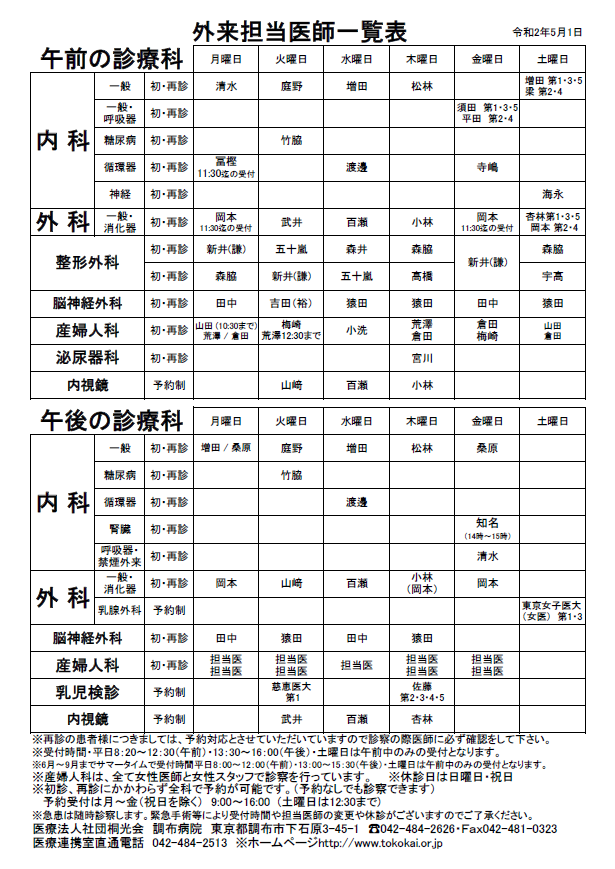 外来担当医師一覧表
令和2年5月1日
午前の診療科 月曜日 火曜日 水曜日 木曜日 金曜日 土曜日
内科 一般 初・再診 清水 庭野 増田 松林 増田 第1・3・5
梁 第2・4
一般・呼吸器 初・再診 須田 第1・3・5
平田 第2・4
糖尿病 初・再診 竹脇
循環器 初・再診 冨樫 渡邊 寺嶋
11:30迄の受付
神経 初・再診 海永
外科 一般・消化器 初・再診 岡本 武井 百瀬 小林 岡本 杏林第1・3・5
11:30迄の受付 11:30迄の受付 岡本 第2・4
整形外科 初・再診 新井(謙) 五十嵐 森井 森脇 新井(謙) 森脇
初・再診 森脇 新井(謙) 五十嵐 高橋 宇高
脳神経外科 初・再診 田中 吉田(裕) 猿田 猿田 田中 猿田
産婦人科 初・再診 山田(10:30まで) 梅崎 小洗 荒澤 倉田 山田
荒澤 / 倉田 荒澤12:30まで 倉田 梅崎 倉田
泌尿器科 初・再診 宮川
内視鏡 予約制 山﨑 百瀬 小林
午後の診療科 月曜日 火曜日 水曜日 木曜日 金曜日 土曜日
内科 一般 初・再診 増田 / 桑原 庭野 増田 松林 桑原
糖尿病 初・再診 竹脇
循環器 初・再診 渡邊
腎臓 初・再診 知名
(14時～15時)
呼吸器・禁煙外来 初・再診 清水
外科 一般・消化器 初・再診 岡本 山﨑 百瀬 小林 岡本
(岡本)
乳腺外科 予約制 東京女子医大
(女医) 第1・3
脳神経外科 初・再診 田中 猿田 田中 猿田
産婦人科 初・再診 担当医 担当医 担当医 担当医 担当医
担当医 担当医 担当医 担当医
乳児検診 予約制 慈恵医大 佐藤
第1 第2・3・4・5
内視鏡 予約制 武井 百瀬 杏林
※再診の患者様につきましては、予約対応とさせていただいていますので診察の際医師に必ず確認をして下さい。
※受付時間・平日8:20～12:30(午前)・13:30～16:00(午後)・土曜日は午前中のみの受付となります。
※6月～9月までサマータイムで受付時間平日8:00～12:00(午前)・13:00～15:30(午後)、土曜日は午前中のみの受付となります。
※産婦人科は、全て女性医師と女性スタッフで診察を行っています。 ※休診日は日曜日・祝日
※初診、再診にかかわらず全科で予約が可能です。(予約なしでも診察できます)
予約受付は月～金(祝日を除く) 9:00～16:00 (土曜日は12:30まで)
※急患は随時診察します。緊急手術等により受付時間や担当医師の変更や休診がございますのでご了承ください。
医療法人社団桐光会 調布病院 東京都調布市下石原3-45-1 ☎042-484-2626・Fax042-481-0323
医療連携室直通電話 042-484-2513 ※ホームページhttp://www.tokokai.or.jp